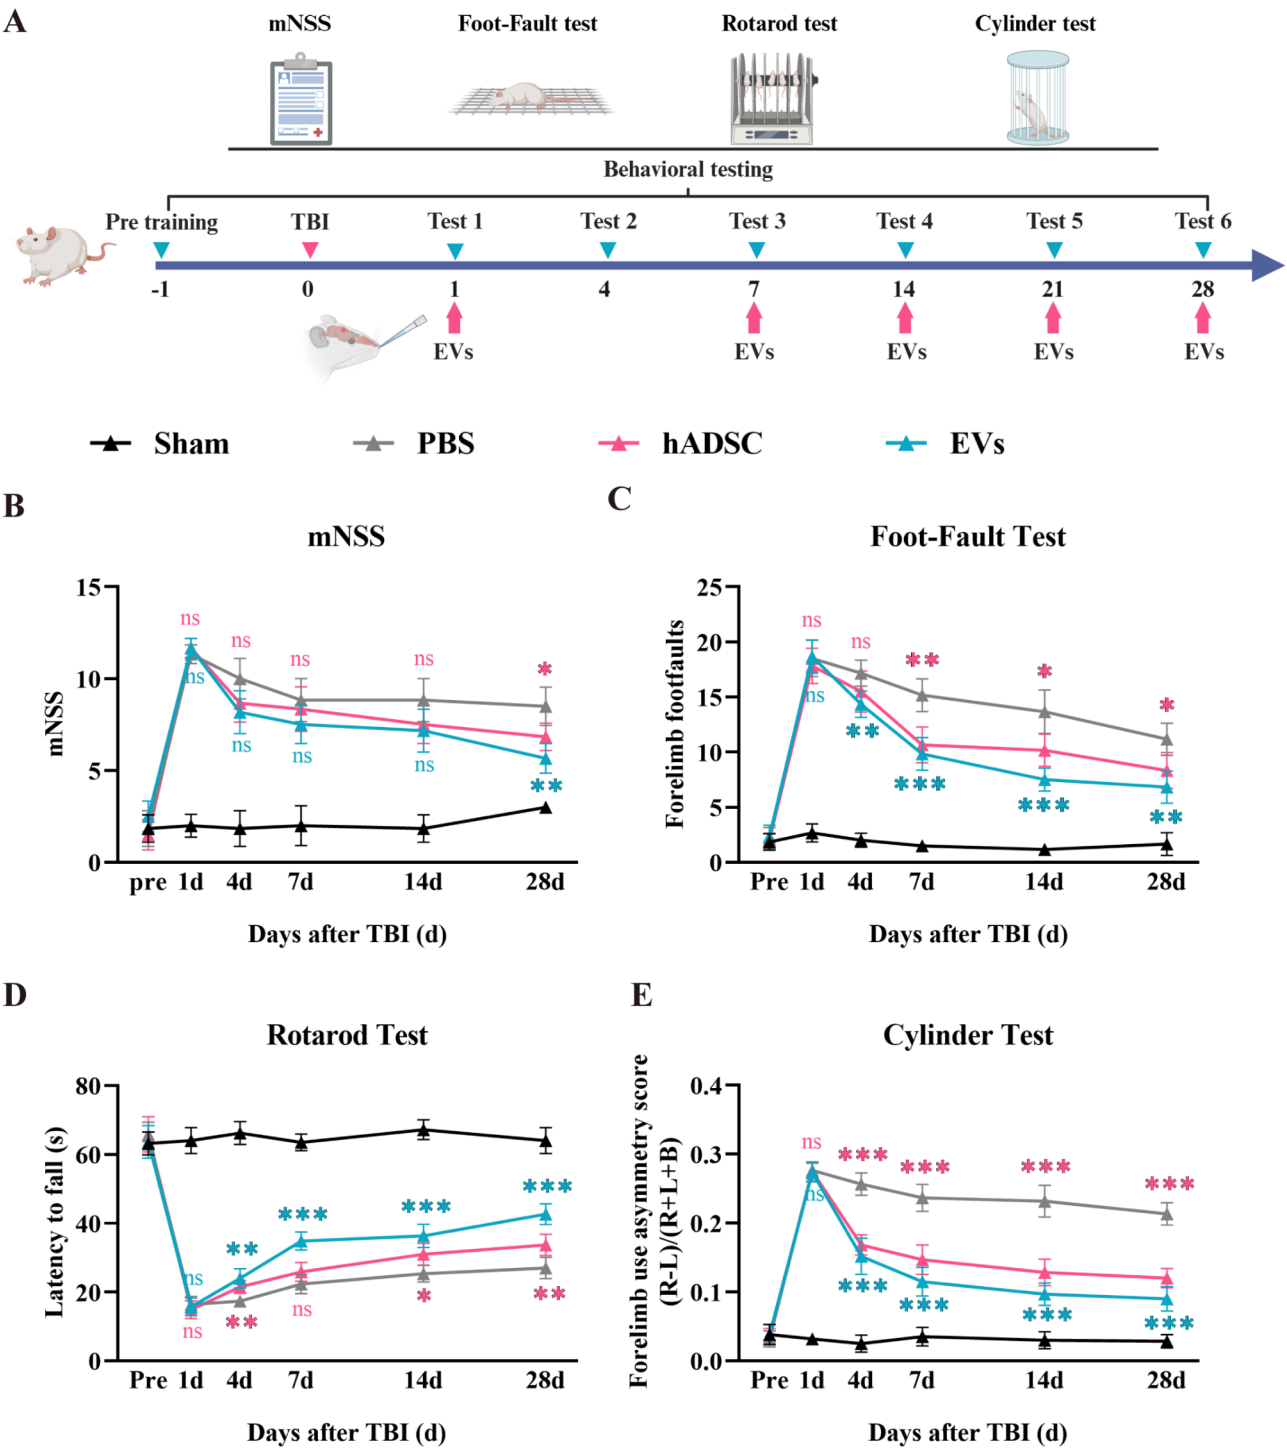 A
mNSS Foot-Fault test Rotarod test Cylinder test
Behavioral testing
Pre training TBI Test 1 Test 2 Test 3 Test 4 Test 5 Test 6
-1 0 1 4 7 14 21 28
EVs EVs EVs EVs EVs
Sham PBS hADSC EVs
B
mNSS
mNSS
15
10
5
0
ns ns ns ns *
ns ns ns ns **
pre 1d 4d 7d 14d 28d
Days after TBI (d)
C
Foot-Fault Test
Forelimb footfaults
25
20
15
10
5
0
ns ns ** * *
ns ** *** *** **
Pre 1d 4d 7d 14d 28d
Days after TBI (d)
D
Rotarod Test
Latency to fall (s)
80
60
40
20
0
ns ** *** *** ***
ns ** ns * **
Pre 1d 4d 7d 14d 28d
Days after TBI (d)
E
Cylinder Test
Forelimb use asymmetry score
(R-L)/(R+L+B)
0.4
0.3
0.2
0.1
0.0
ns *** *** *** ***
ns *** *** *** ***
Pre 1d 4d 7d 14d 28d
Days after TBI (d)